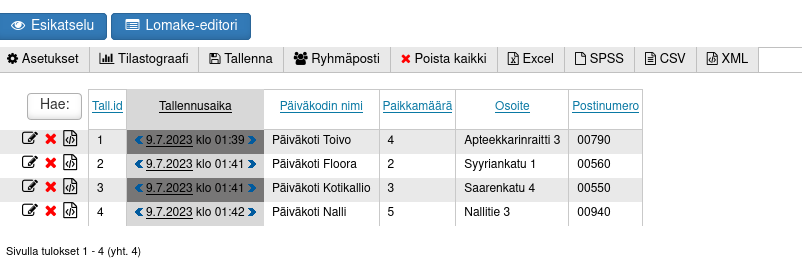 Esikatselu Lomake-editori
Asetukset Tilastograafi Tallenna Ryhmäposti Poista kaikki Excel SPSS CSV XML
Hae: Tall.id Tallennusaika Päiväkodin nimi Paikkamäärä Osoite Postinumero
1 9.7.2023 klo 01:39 Päiväkoti Toivo 4 Apteekkarinraitti 3 00790
2 9.7.2023 klo 01:41 Päiväkoti Floora 2 Syyriankatu 1 00560
3 9.7.2023 klo 01:41 Päiväkoti Kotikallio 3 Saarenkatu 4 00550
4 9.7.2023 klo 01:42 Päiväkoti Nalli 5 Nallitie 3 00940
Sivulla tulokset 1 - 4 (yht. 4)